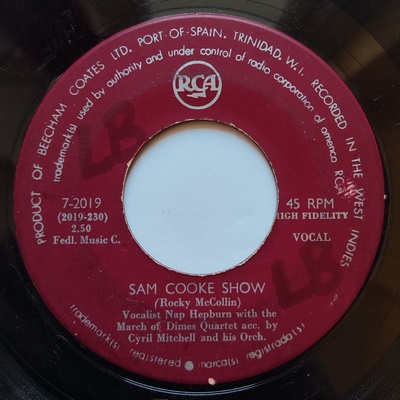 PRODUCT OF BEECHAM COATES LTD. PORT-OF-SPAIN. TRINIDAD, W.I. RECORDED IN THE WEST INDIES
trademark(s) used by authority and under control of radio corporation of america
RCA
LB
7-2019
(2019-230)
2.50
Fedl. Music C.
45 RPM
HIGH FIDELITY
VOCAL
SAM COOKE SHOW
(Rocky McCollin)
Vocalist Nap Hepburn with the
March of Dimes Quartet acc. by
Cyril Mitchell and his Orch.
LB
trademark(s) registered • marca(s) registrada(s)